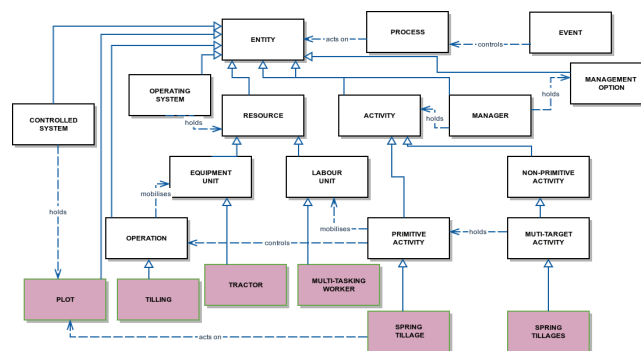 ENTITY
acts on
PROCESS
controls
EVENT
OPERATING
SYSTEM
MANAGEMENT
OPTION
holds
CONTROLLED
SYSTEM
holds
RESOURCE
ACTIVITY
holds
MANAGER
EQUIPMENT
UNIT
LABOUR
UNIT
NON-PRIMITIVE
ACTIVITY
mobilises
holds
OPERATION
controls
mobilises
PRIMITIVE
ACTIVITY
holds
MUTI-TARGET
ACTIVITY
PLOT
TILLING
TRACTOR
MULTI-TASKING
WORKER
acts on
SPRING
TILLAGE
SPRING
TILLAGES